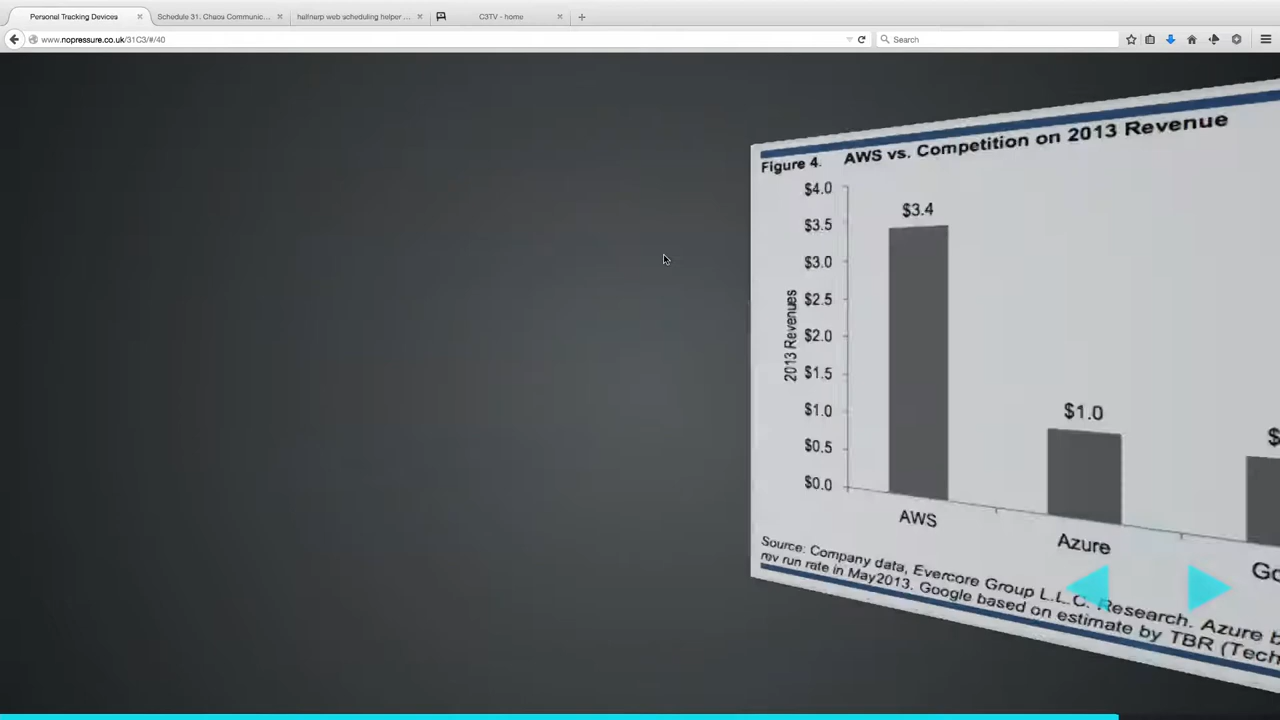 Personal Tracking Devices
Schedule 31. Chaos Communic...
hallnurp web scheduling helper ...
C3TV - home
www.nopressure.co.uk/31C3/#/40
Search
Figure 4. AWS vs. Competition on 2013 Revenue
$4.0
$3.5
$3.0
$2.5
$2.0
$1.5
$1.0
$0.5
$0.0
2013 Revenues
$3.4
$1.0
$
AWS
Azure
Go
Source: Company data, Evercore Group L.L.C. Research. Azure b
rev run rate in May2013. Google based on estimate by TBR (Tech